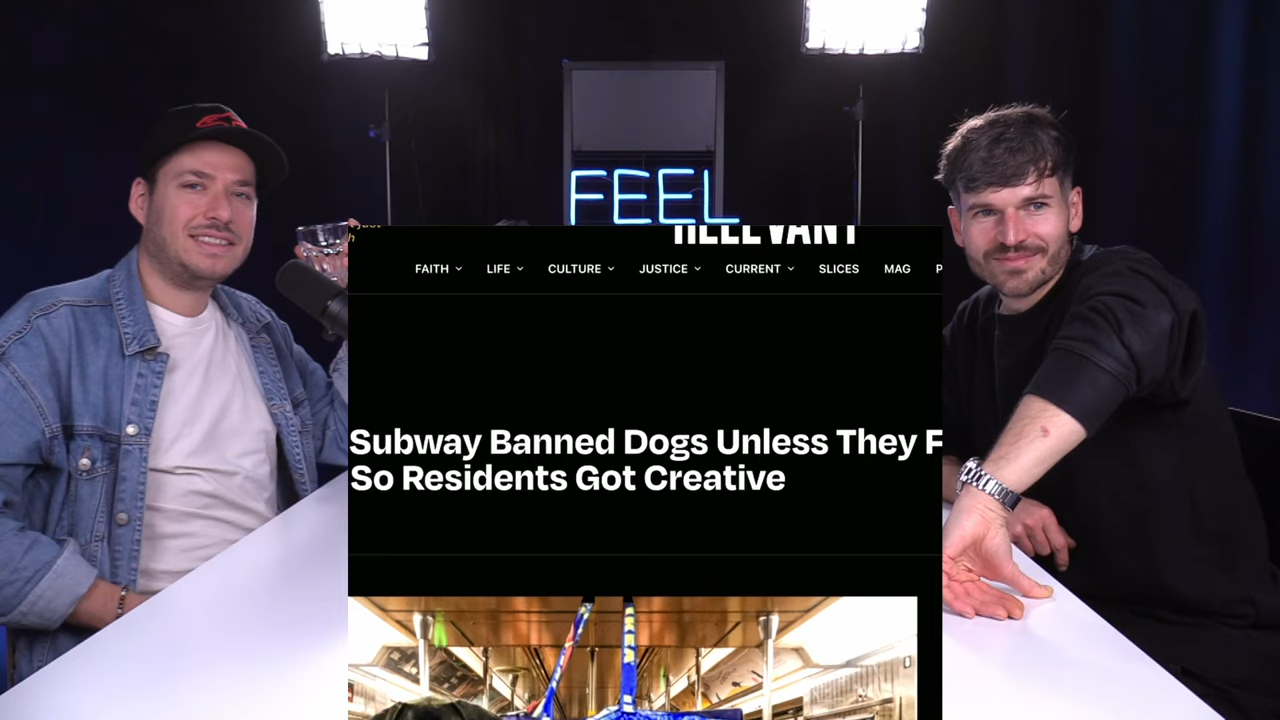 FEEL
RELEVANT
FAITH LIFE CULTURE JUSTICE CURRENT SLICES MAG P
Subway Banned Dogs Unless They F
So Residents Got Creative